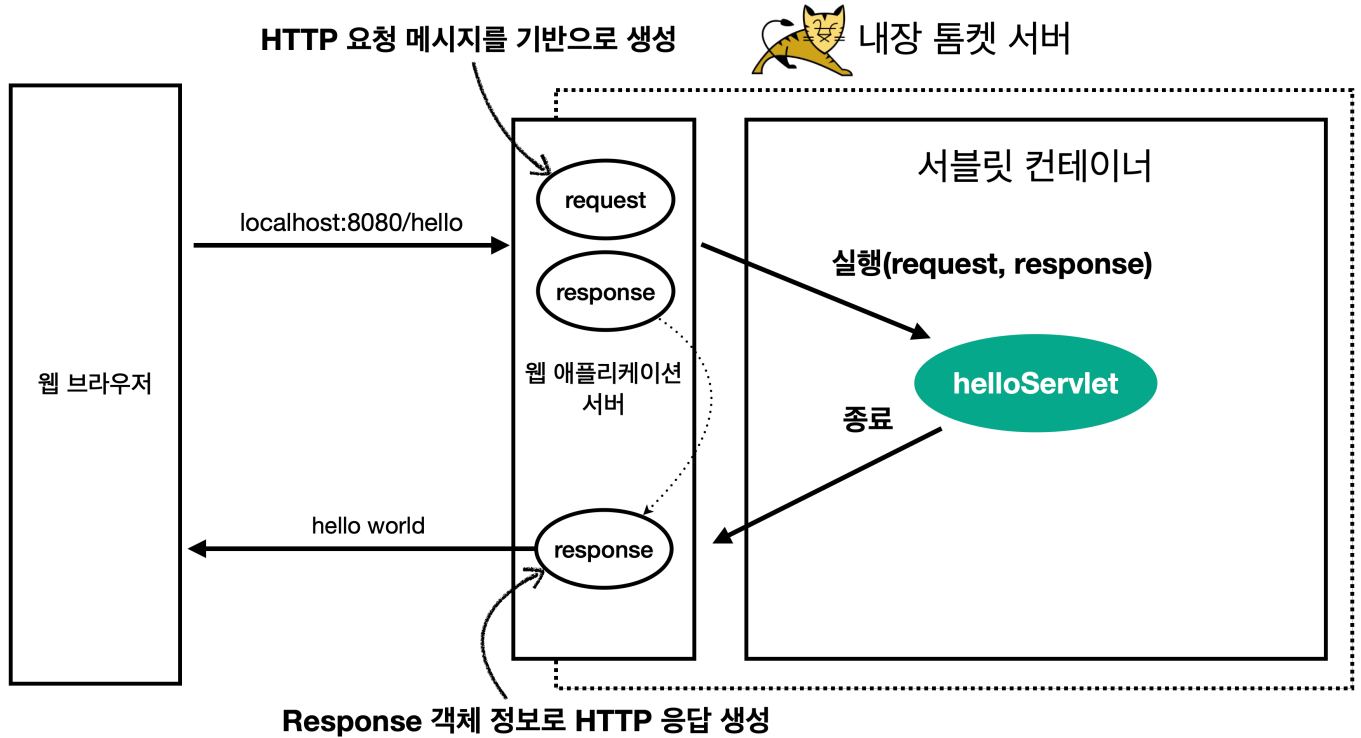 HTTP 요청 메시지를 기반으로 생성
내장 톰켓 서버
request
서블릿 컨테이너
localhost:8080/hello
실행(request, response)
response
웹 브라우저
웹 애플리케이션
서버
helloServlet
종료
hello world
response
Response 객체 정보로 HTTP 응답 생성